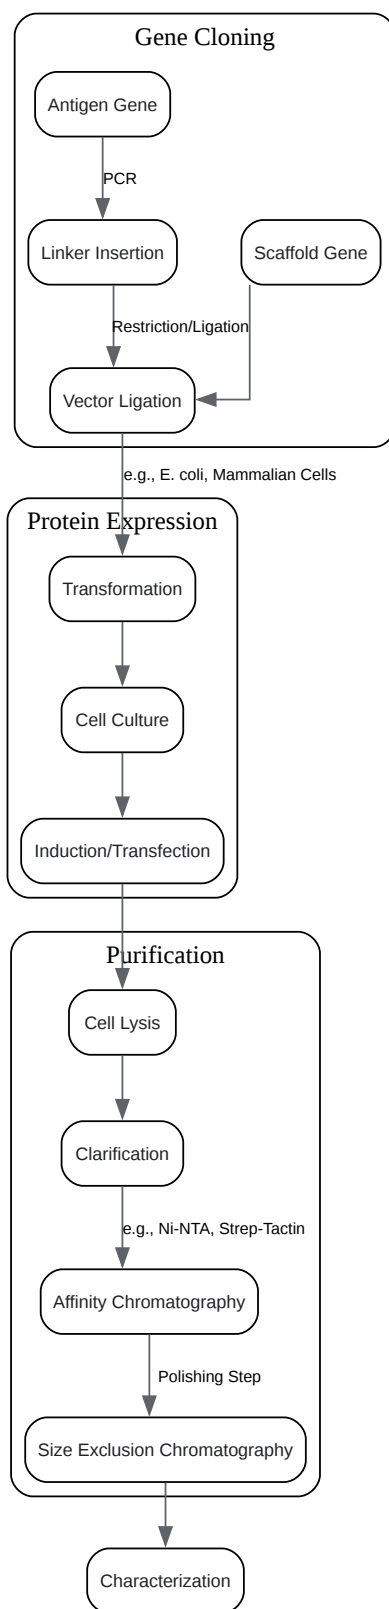 Gene Cloning
Antigen Gene
PCR
Linker Insertion
Scaffold Gene
Restriction/Ligation
Vector Ligation
e.g., E. coli, Mammalian Cells
Protein Expression
Transformation
Cell Culture
Induction/Transfection
Purification
Cell Lysis
Clarification
e.g., Ni-NTA, Strep-Tactin
Affinity Chromatography
Polishing Step
Size Exclusion Chromatography
Characterization